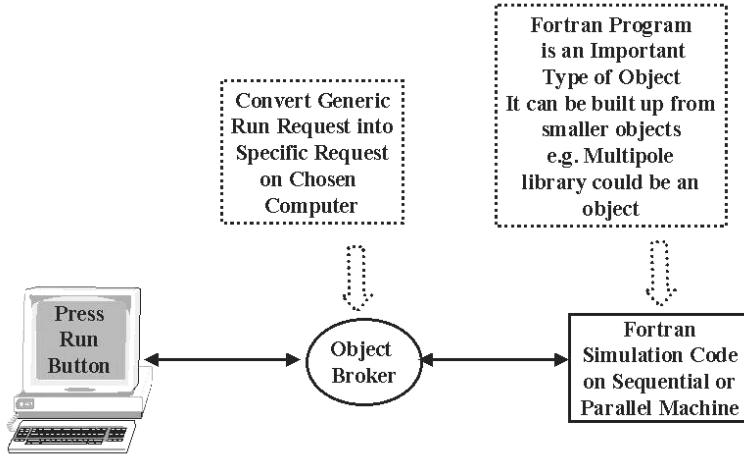 Fortran Program
is an Important
Type of Object
It can be built up from
smaller objects
e.g. Multipole
library could be an
object
Convert Generic
Run Request into
Specific Request
on Chosen
Computer
Press
Run
Button
Object
Broker
Fortran
Simulation Code
on Sequential or
Parallel Machine